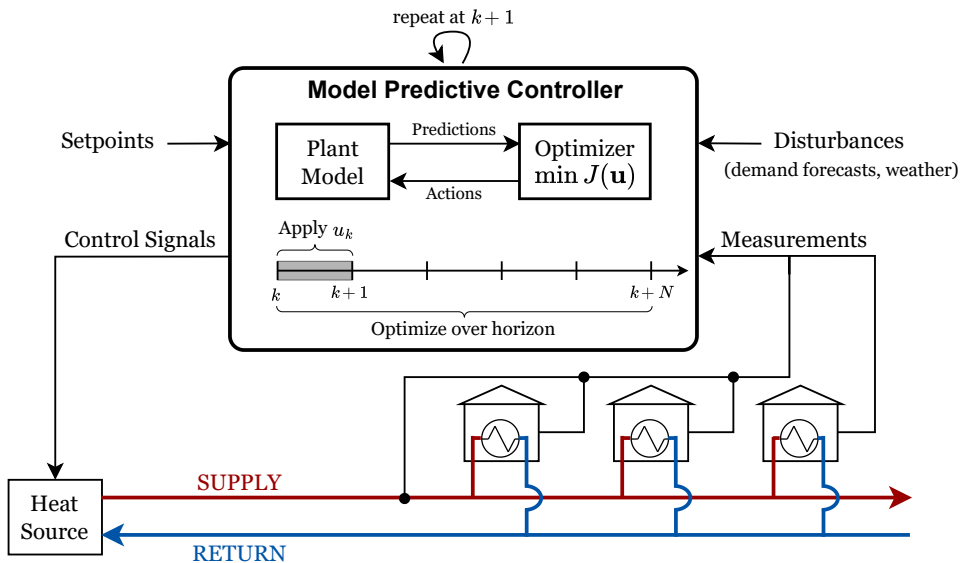 repeat at k + 1
Model Predictive Controller
Setpoints
Plant
Model
Predictions
Actions
Optimizer
min J(u)
Disturbances
(demand forecasts, weather)
Control Signals
Apply u_k
Measurements
k
k + 1
k + N
Optimize over horizon
Heat
Source
SUPPLY
RETURN